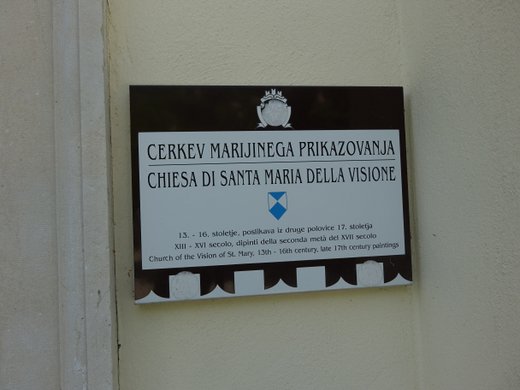 CERKEV MARIJINEGA PRIKAZOVANJA
CHIESA DI SANTA MARIA DELLA VISIONE
13. - 16. stoletje, poslikava iz druge polovice 17. stoletja
XIII - XVI secolo, dipinti della seconda metà del XVII secolo
Church of the Vision of St. Mary, 13th - 16th century, late 17th century paintings